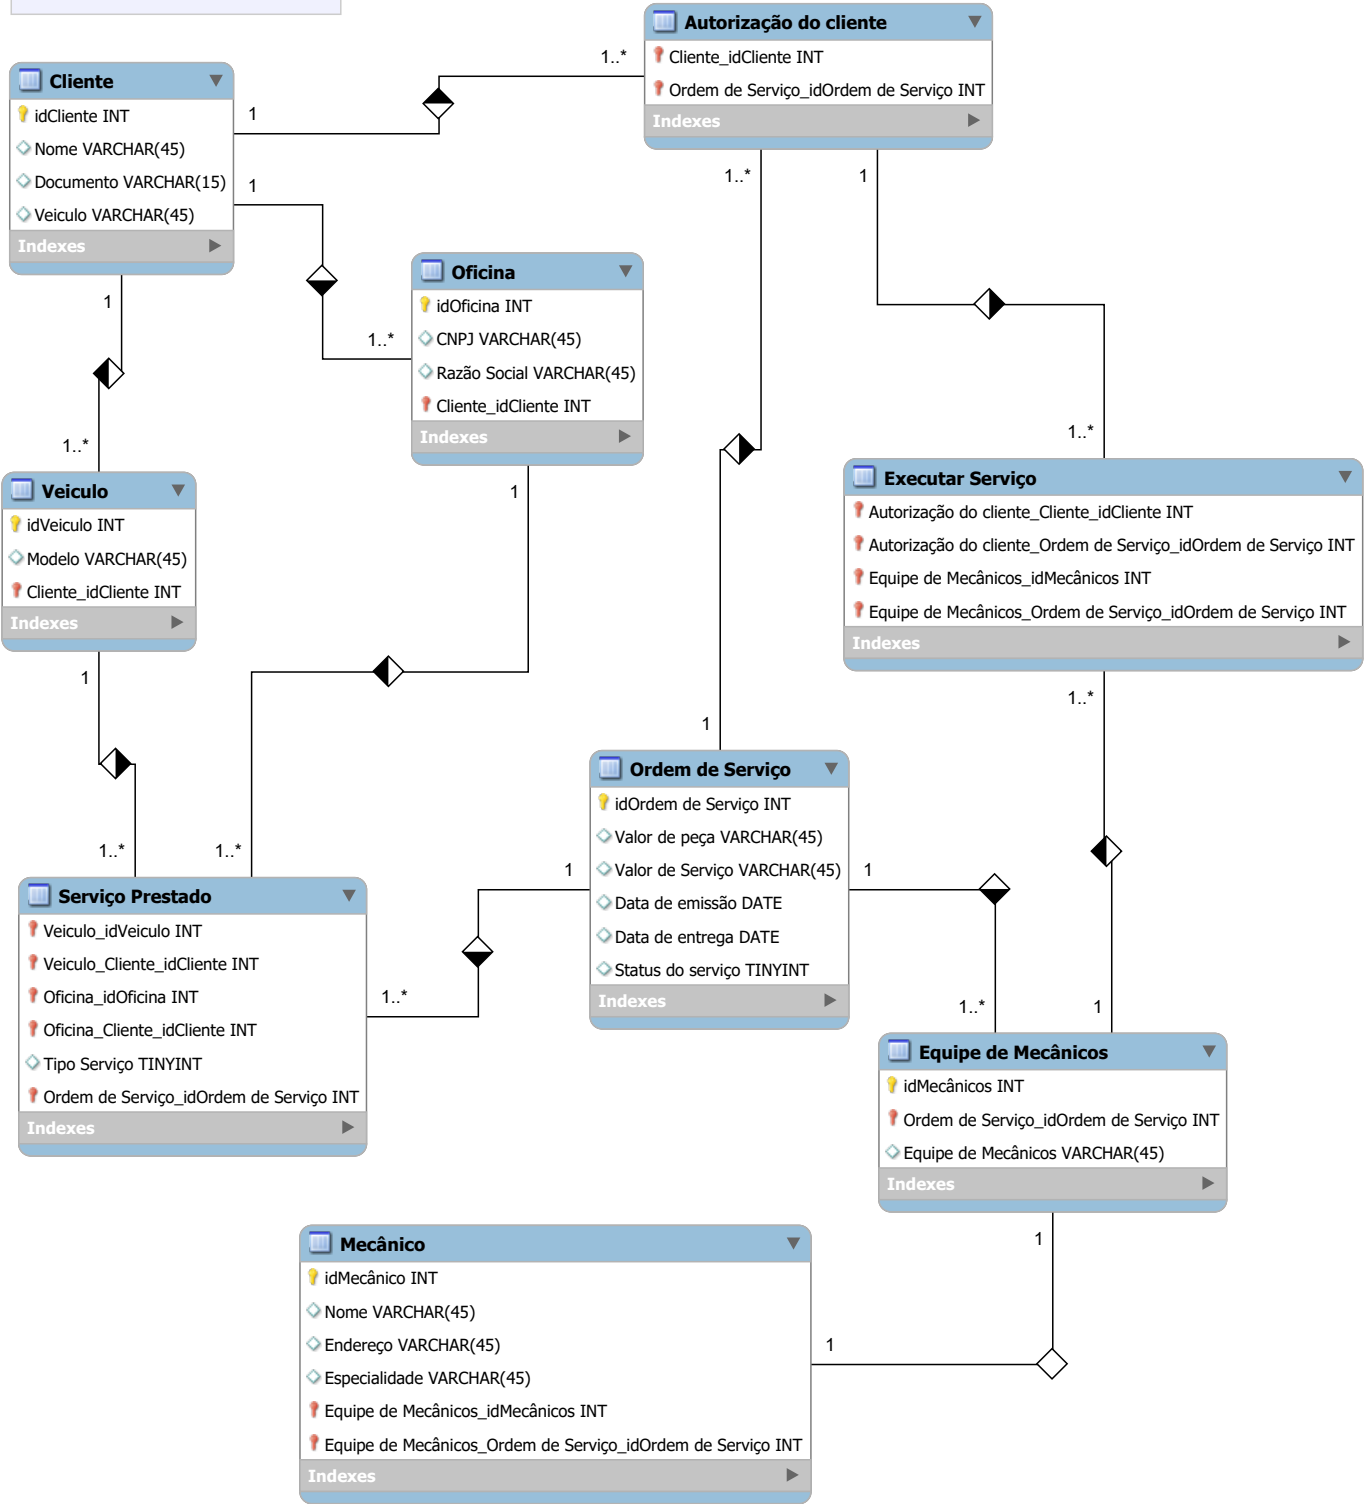 Autorização do cliente
Cliente_idCliente INT
Ordem de Serviço_idOrdem de Serviço INT
Indexes
1..*
1
Cliente
idCliente INT
Nome VARCHAR(45)
Documento VARCHAR(15)
Veiculo VARCHAR(45)
Indexes
1
1..*
1
1
Oficina
idOficina INT
CNPJ VARCHAR(45)
Razão Social VARCHAR(45)
Cliente_idCliente INT
Indexes
1..*
1
1..*
Veiculo
idVeiculo INT
Modelo VARCHAR(45)
Cliente_idCliente INT
Indexes
1
1
1..*
Executar Serviço
Autorização do cliente_Cliente_idCliente INT
Autorização do cliente_Ordem de Serviço_idOrdem de Serviço INT
Equipe de Mecânicos_idMecânicos INT
Equipe de Mecânicos_Ordem de Serviço_idOrdem de Serviço INT
Indexes
1..*
1
Ordem de Serviço
idOrdem de Serviço INT
Valor de peça VARCHAR(45)
Valor de Serviço VARCHAR(45)
Data de emissão DATE
Data de entrega DATE
Status do serviço TINYINT
Indexes
1..*
1..*
1
1
Serviço Prestado
Veiculo_idVeiculo INT
Veiculo_Cliente_idCliente INT
Oficina_idOficina INT
Oficina_Cliente_idCliente INT
Tipo Serviço TINYINT
Ordem de Serviço_idOrdem de Serviço INT
Indexes
1..*
1..*
1
Equipe de Mecânicos
idMecânicos INT
Ordem de Serviço_idOrdem de Serviço INT
Equipe de Mecânicos VARCHAR(45)
Indexes
1
1
Mecânico
idMecânico INT
Nome VARCHAR(45)
Endereço VARCHAR(45)
Especialidade VARCHAR(45)
Equipe de Mecânicos_idMecânicos INT
Equipe de Mecânicos_Ordem de Serviço_idOrdem de Serviço INT
Indexes